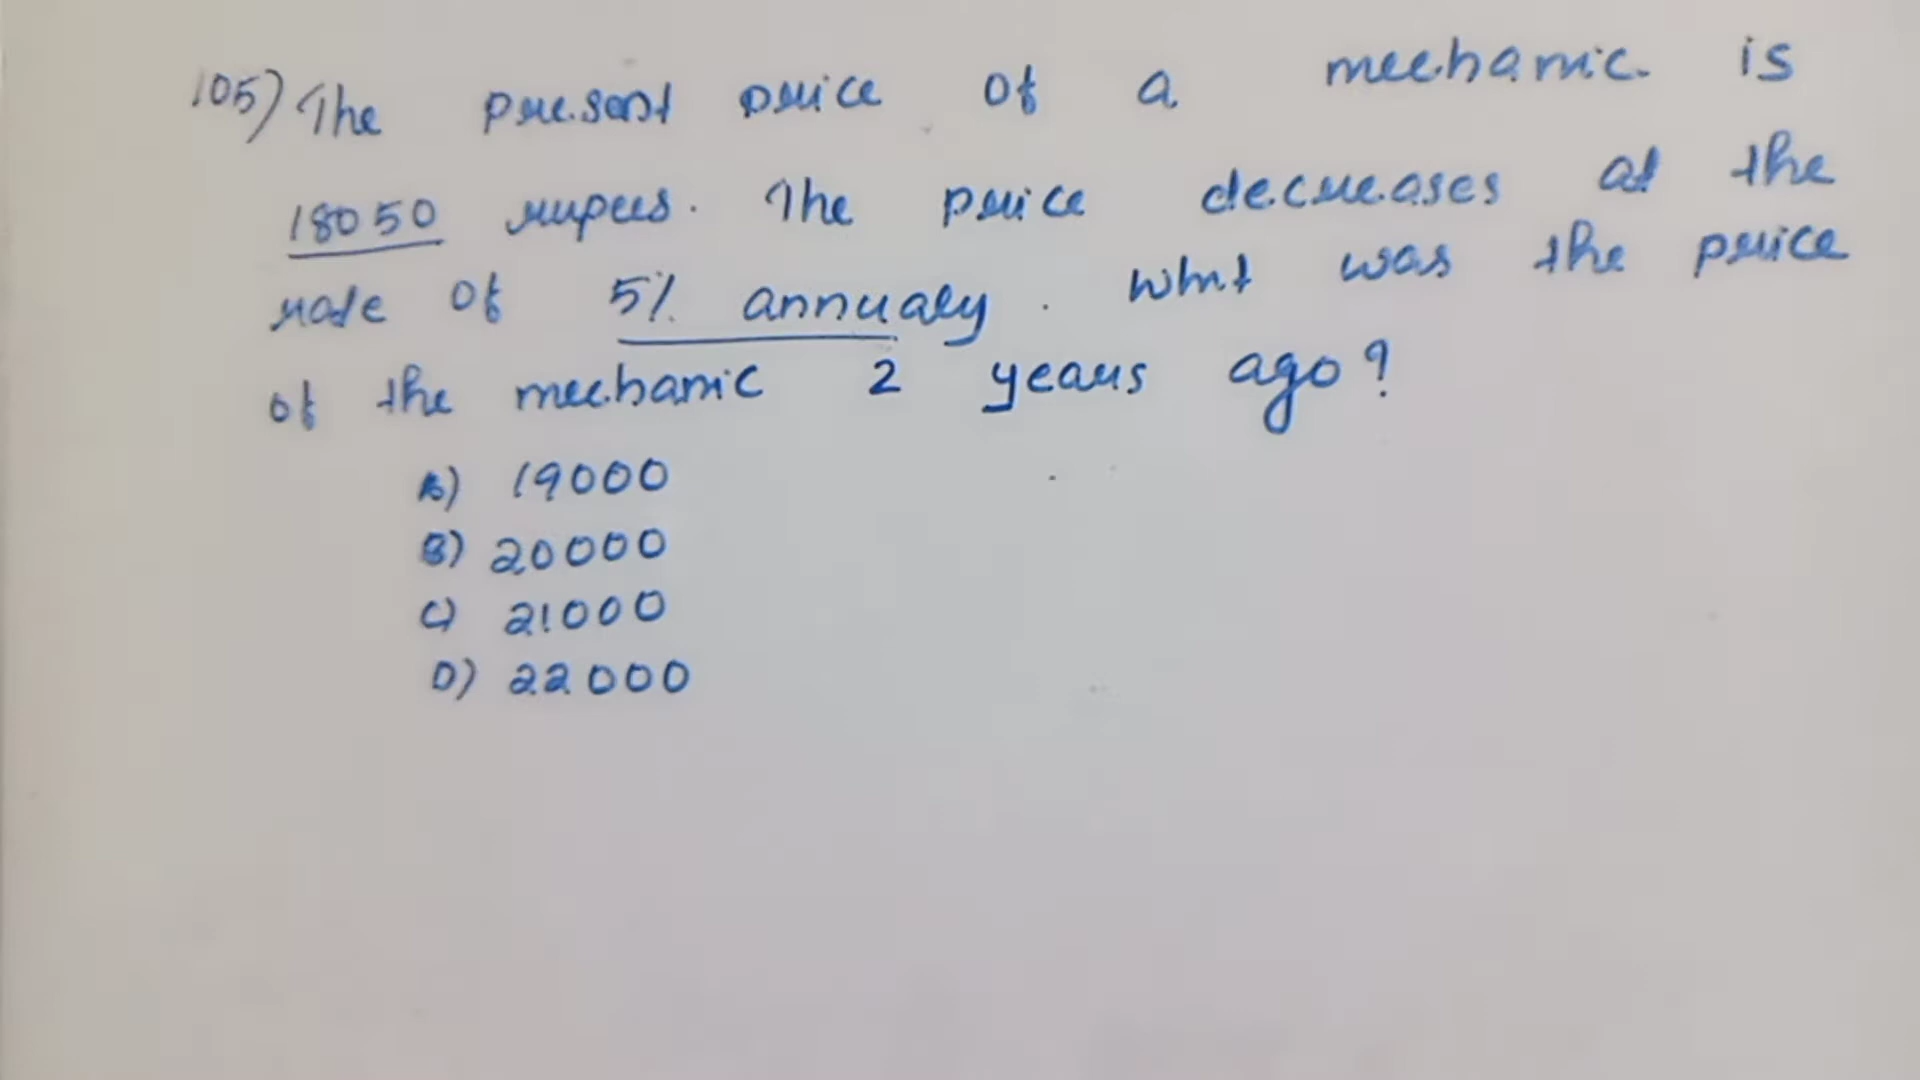 105) The present price of a mechanic is
18050 rupees. The price decreases at the
rate of 5% annualy. What was the price
of the mechanic 2 years ago?
A) 19000
B) 20000
C) 21000
D) 22000